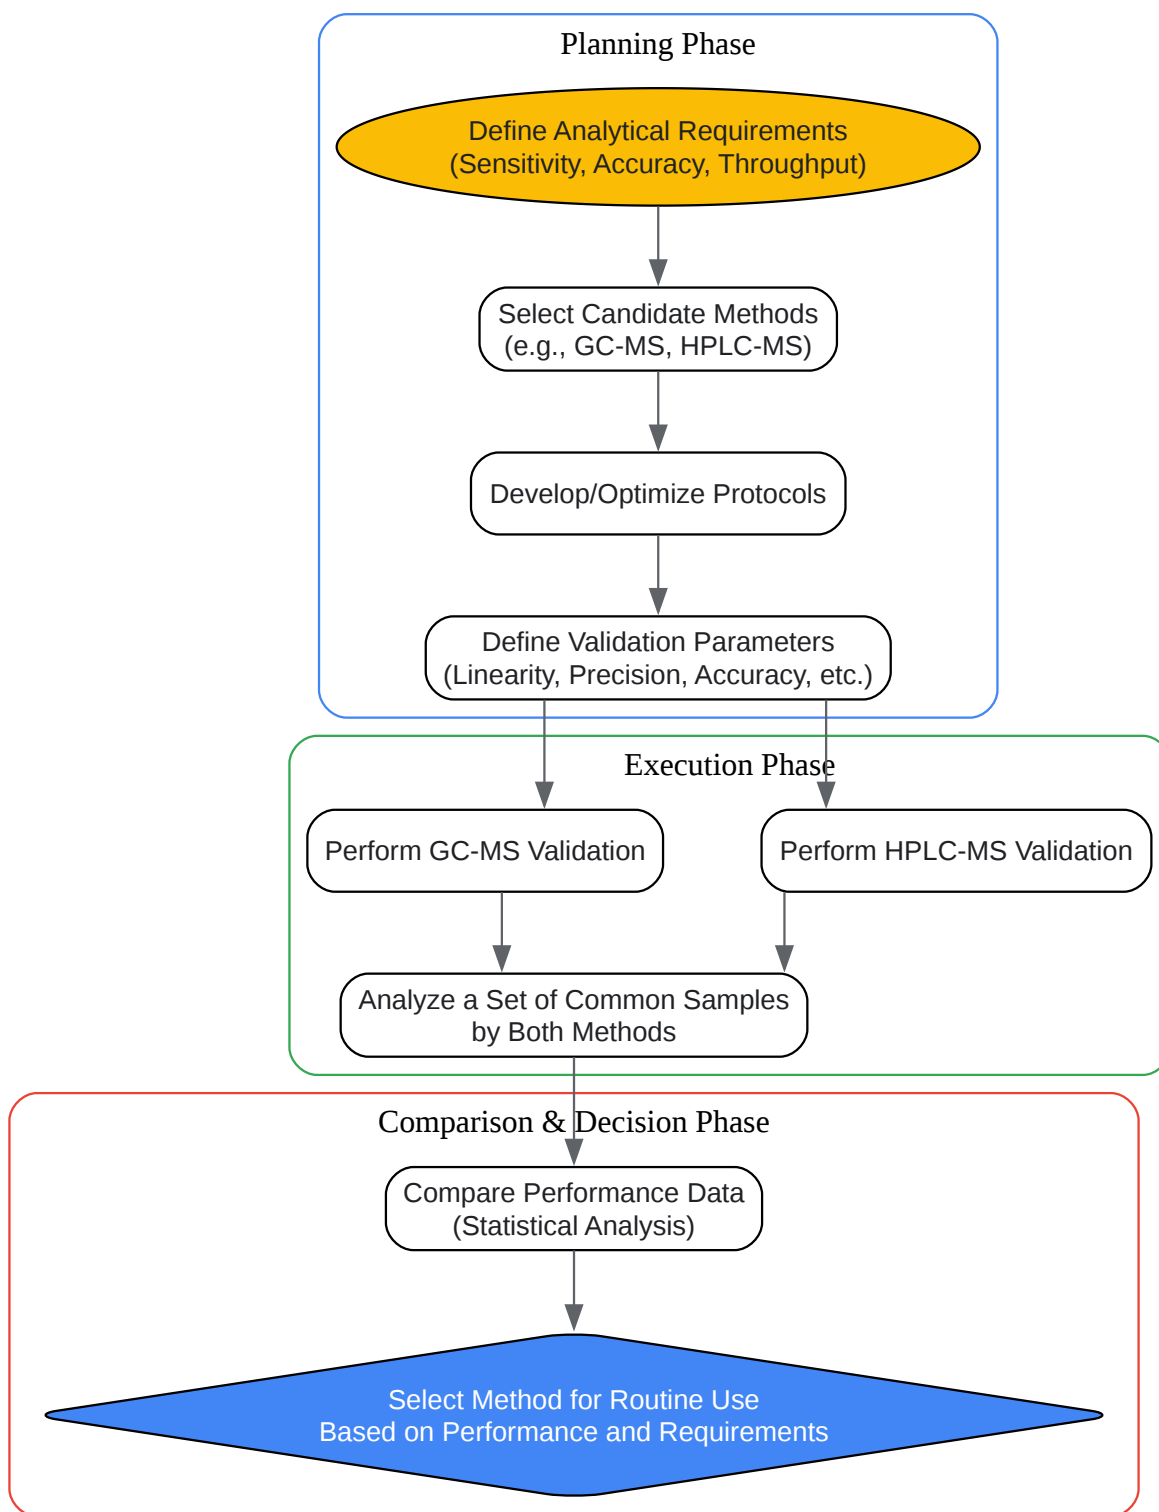 Planning Phase
Define Analytical Requirements
(Sensitivity, Accuracy, Throughput)
Select Candidate Methods
(e.g., GC-MS, HPLC-MS)
Develop/Optimize Protocols
Define Validation Parameters
(Linearity, Precision, Accuracy, etc.)
Execution Phase
Perform GC-MS Validation
Perform HPLC-MS Validation
Analyze a Set of Common Samples
by Both Methods
Comparison & Decision Phase
Compare Performance Data
(Statistical Analysis)
Select Method for Routine Use
Based on Performance and Requirements